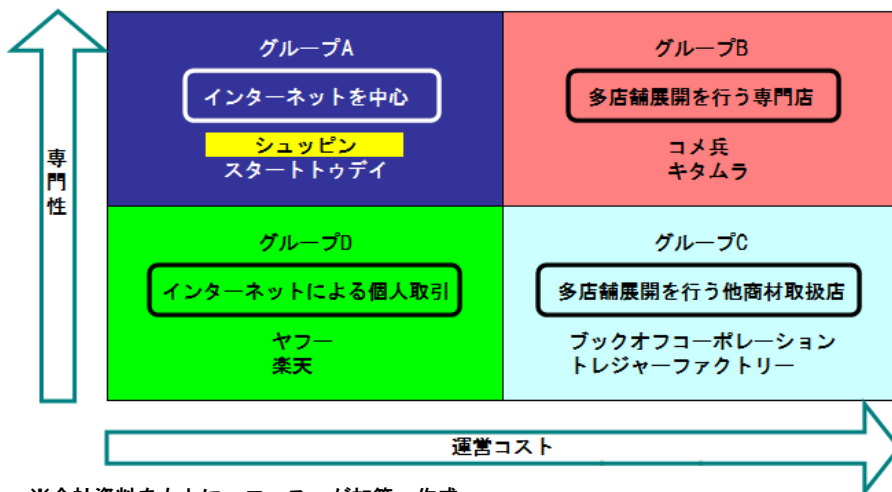 グループA
インターネットを中心
シュッピン
スタートトゥデイ
グループB
多店舗展開を行う専門店
コメ兵
キタムラ
専門性
グループD
インターネットによる個人取引
ヤフー
楽天
グループC
多店舗展開を行う他商材取扱店
ブックオフコーポレーション
トレジャーファクトリー
運営コスト